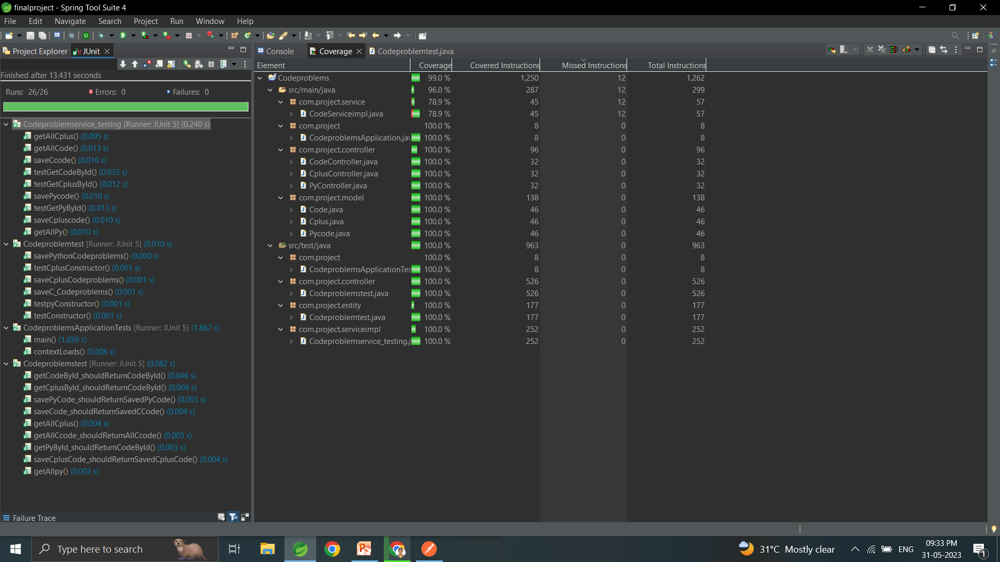 finalproject - Spring Tool Suite 4
File Edit Navigate Search Project Run Window Help
Project Explorer JUnit
Finished after 13.431 seconds
Runs: 26/26 Errors: 0 Failures: 0
Codeproblemservice_testing [Runner: JUnit 5] (0.240 s)
getAllCplus() (0.095 s)
getAllCode() (0.013 s)
saveCcode() (0.016 s)
testGetCodeById() (0.033 s)
testGetCplusById() (0.012 s)
savePycode() (0.010 s)
testGetPyById() (0.013 s)
saveCpluscode() (0.010 s)
getAllPy() (0.010 s)
Codeproblemtest [Runner: JUnit 5] (0.010 s)
savePythonCodeproblems() (0.000 s)
testCplusConstructor() (0.001 s)
saveCplusCodeproblems() (0.001 s)
saveC_Codeproblems() (0.001 s)
testpyConstructor() (0.001 s)
testConstructor() (0.001 s)
CodeproblemsApplicationTests [Runner: JUnit 5] (1.867 s)
main() (1.859 s)
contextLoads() (0.006 s)
Codeproblemstest [Runner: JUnit 5] (0.082 s)
getCodeById_shouldReturnCodeById() (0.046 s)
getCplusById_shouldReturnCodeById() (0.004 s)
savePyCode_shouldReturnSavedPyCode() (0.003 s)
saveCode_shouldReturnSavedCCode() (0.004 s)
getAllCplus() (0.004 s)
getAllCcode_shouldReturnAllCcode() (0.003 s)
getPyById_shouldReturnCodeById() (0.003 s)
saveCplusCode_shouldReturnSavedCplusCode() (0.004 s)
getAllpy() (0.003 s)
Failure Trace
Console Coverage Codeproblemtest.java
Element Coverage Covered Instructions Missed Instructions Total Instructions
Codeproblems 99.0 % 1,250 12 1,262
src/main/java 96.0 % 287 12 299
com.project.service 78.9 % 45 12 57
CodeServiceimpl.java 78.9 % 45 12 57
com.project 100.0 % 8 0 8
CodeproblemsApplication.jav 100.0 % 8 0 8
com.project.controller 100.0 % 96 0 96
CodeController.java 100.0 % 32 0 32
CplusController.java 100.0 % 32 0 32
PyController.java 100.0 % 32 0 32
com.project.model 100.0 % 138 0 138
Code.java 100.0 % 46 0 46
Cplus.java 100.0 % 46 0 46
Pycode.java 100.0 % 46 0 46
src/test/java 100.0 % 963 0 963
com.project 100.0 % 8 0 8
CodeproblemsApplicationTes 100.0 % 8 0 8
com.project.controller 100.0 % 526 0 526
Codeproblemstest.java 100.0 % 526 0 526
com.project.entity 100.0 % 177 0 177
Codeproblemtest.java 100.0 % 177 0 177
com.project.serviceimpl 100.0 % 252 0 252
Codeproblemservice_testing.j 100.0 % 252 0 252
Type here to search
31°C Mostly clear
ENG
09:33 PM
31-05-2023
1